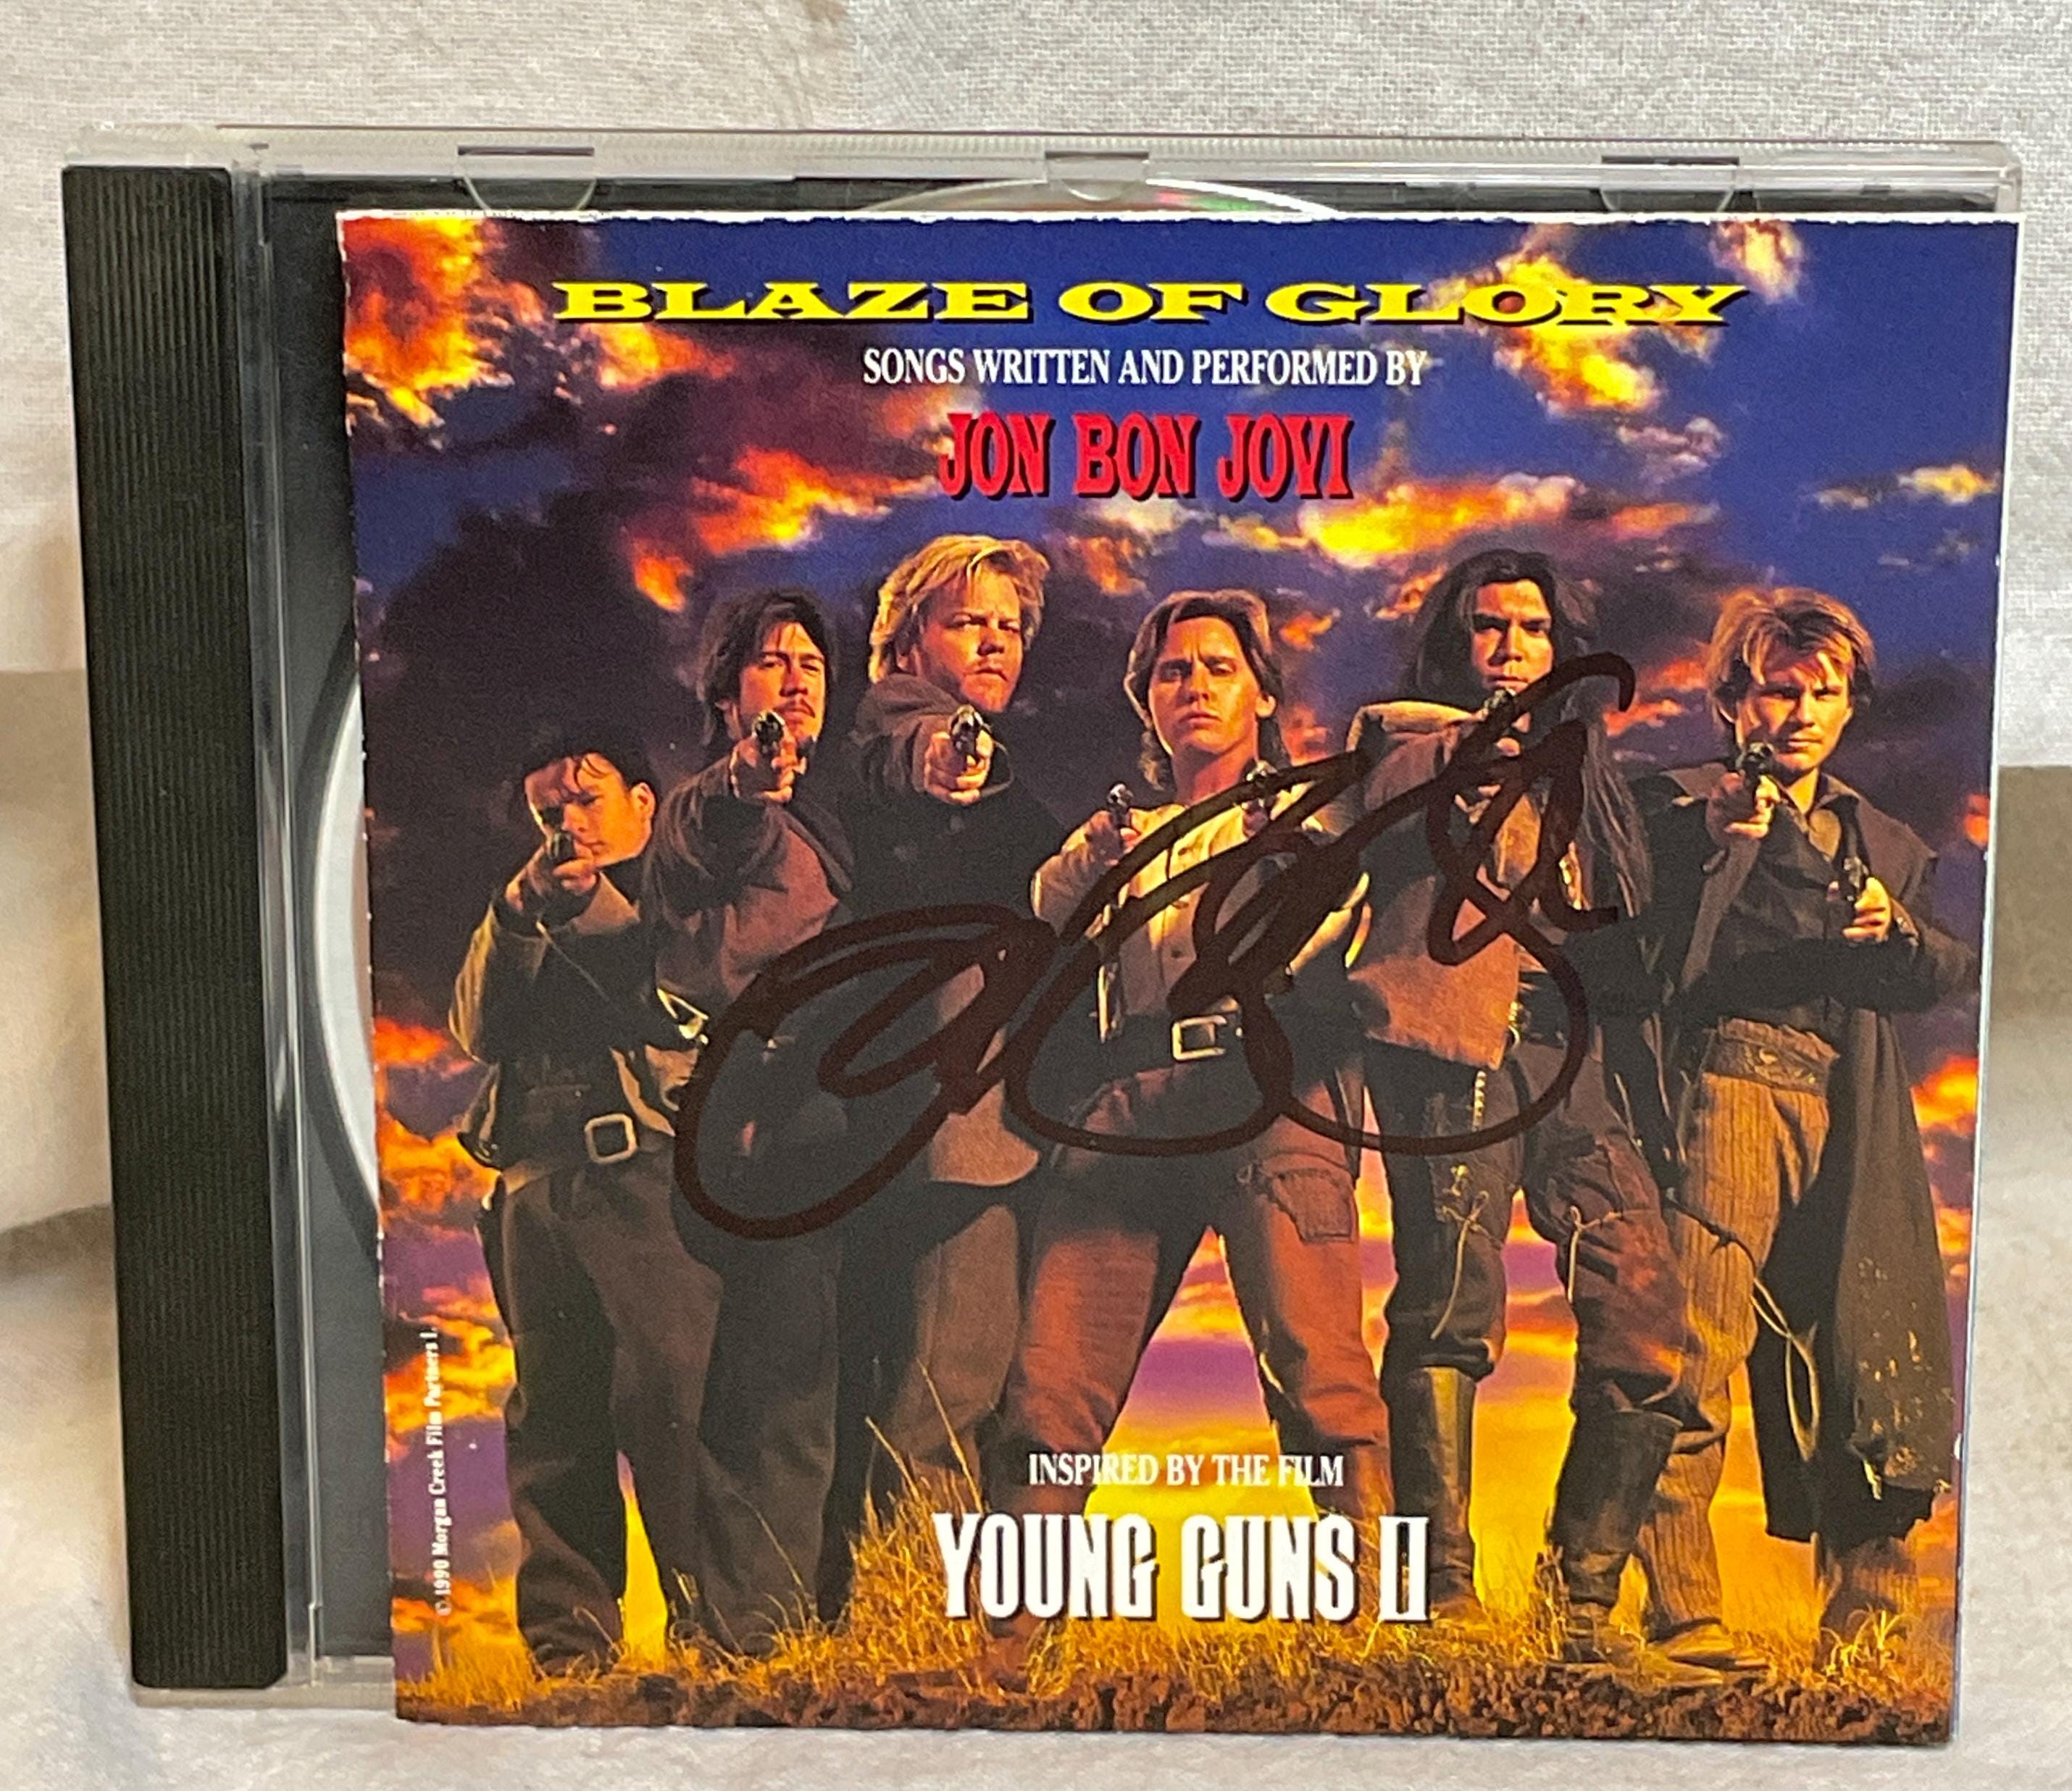 BLAZE OF GLORY
SONGS WRITTEN AND PERFORMED BY
JON BON JOVI
© 1990 Morgan Creek Film Partners I.
INSPIRED BY THE FILM
YOUNG GUNS II